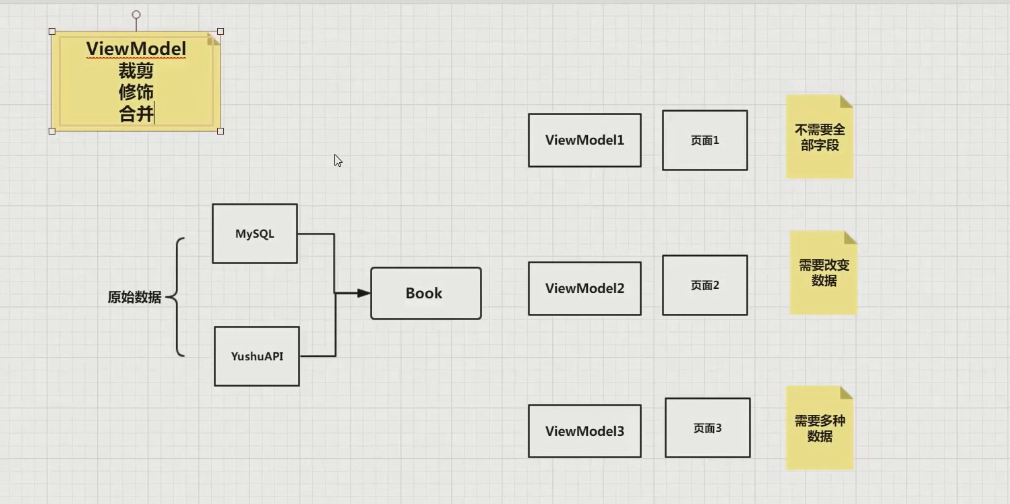 ViewModel
裁剪
修饰
合并
ViewModel1
页面1
不需要全
部字段
MySQL
原始数据
YushuAPI
Book
ViewModel2
页面2
需要改变
数据
ViewModel3
页面3
需要多种
数据